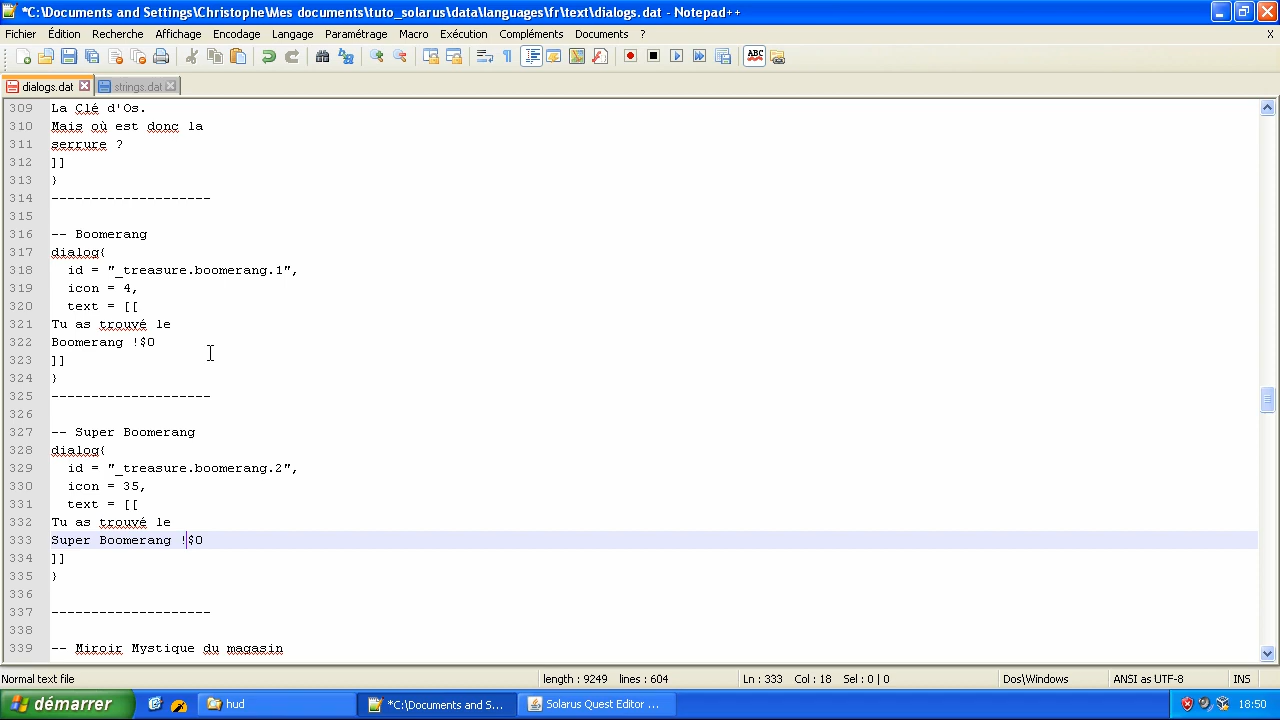 *C:\Documents and Settings\Christophe\Mes documents\tuto_solarus\data\languages\fr\text\dialogs.dat - Notepad++
Fichier Édition Recherche Affichage Encodage Langage Paramétrage Macro Exécution Compléments Documents ? X
ABC
dialogs.dat strings.dat
309 La Clé d'Os.
310 Mais où est donc la
311 serrure ?
312 ]]
313 }
314 --------------------
315
316 -- Boomerang
317 dialog{
318 id = "_treasure.boomerang.1",
319 icon = 4,
320 text = [[
321 Tu as trouvé le
322 Boomerang !$0
323 ]]
324 }
325 --------------------
326
327 -- Super Boomerang
328 dialog{
329 id = "_treasure.boomerang.2",
330 icon = 35,
331 text = [[
332 Tu as trouvé le
333 Super Boomerang !$0
334 ]]
335 }
336
337 --------------------
338
339 -- Miroir Mystique du magasin
Normal text file length : 9249 lines : 604 Ln : 333 Col : 18 Sel : 0 | 0 Dos\Windows ANSI as UTF-8 INS
démarrer hud *C:\Documents and S... Solarus Quest Editor ... 18:50